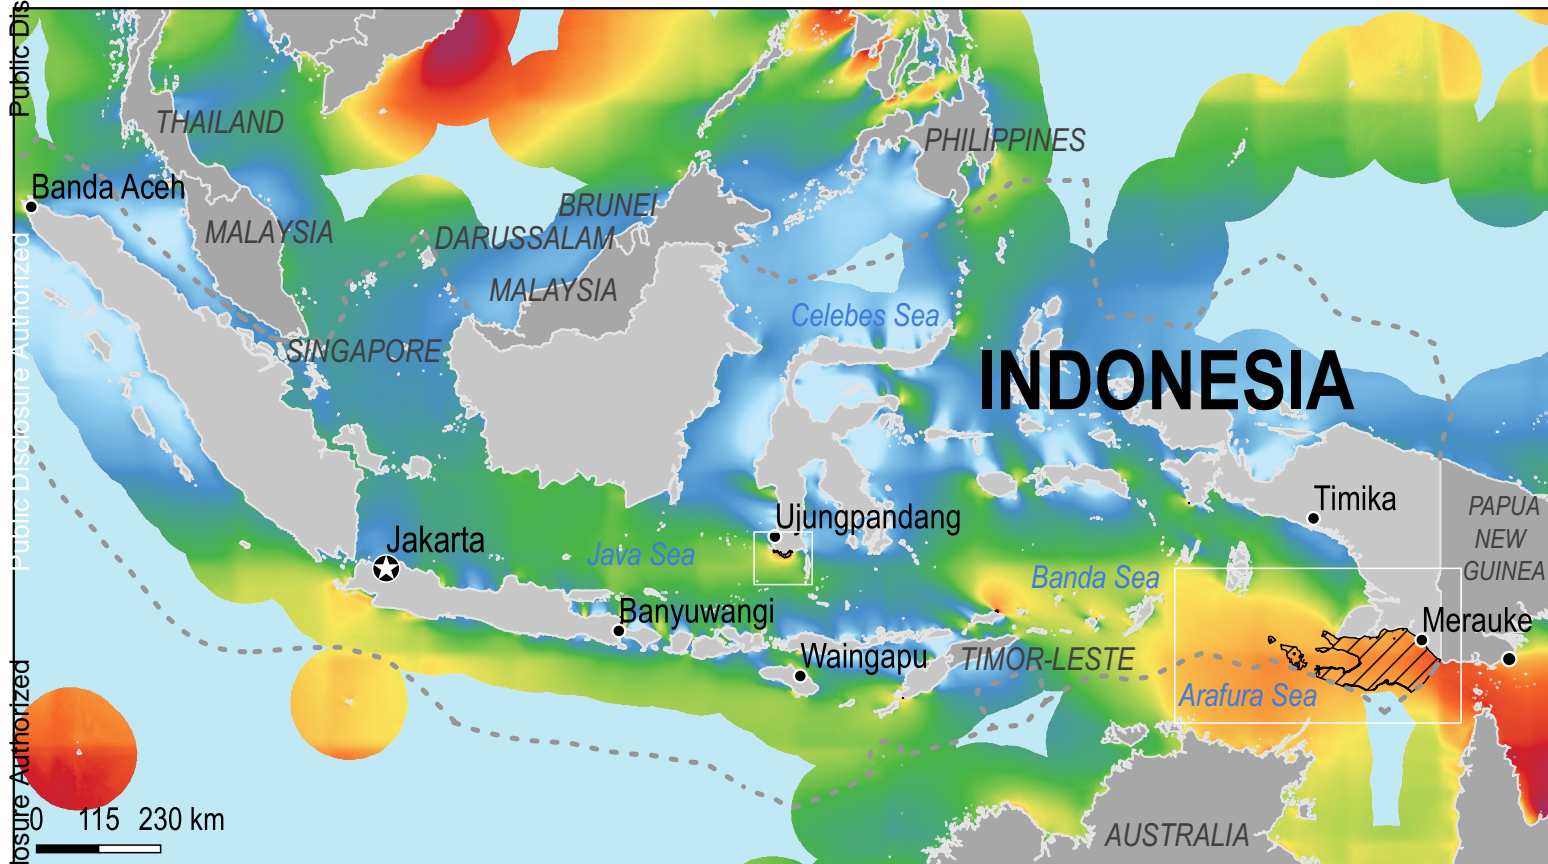 Public Dis
Public Disclosure Authorized
losure Authorized
THAILAND
PHILIPPINES
Banda Aceh
MALAYSIA
BRUNEI
DARUSSALAM
MALAYSIA
Celebes Sea
SINGAPORE
INDONESIA
Timika
PAPUA
NEW
GUINEA
Ujungpandang
Jakarta
Java Sea
Banda Sea
Banyuwangi
Merauke
Waingapu
TIMOR-LESTE
Arafura Sea
0 115 230 km
AUSTRALIA